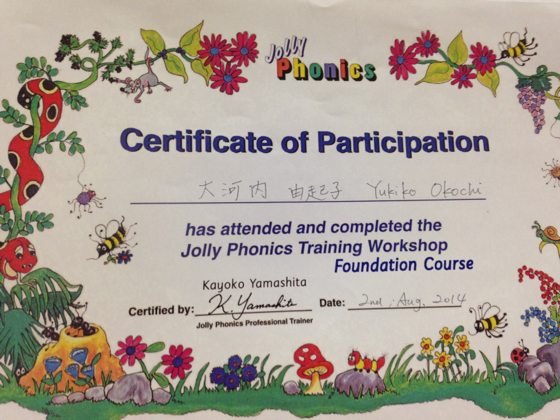 Jolly
Phonics
Certificate of Participation
大河内 由起子 Yukiko Okochi
has attended and completed the
Jolly Phonics Training Workshop
Foundation Course
Kayoko Yamashita
Certified by: K Yamashita Date: 2nd. Aug. 2014
Jolly Phonics Professional Trainer